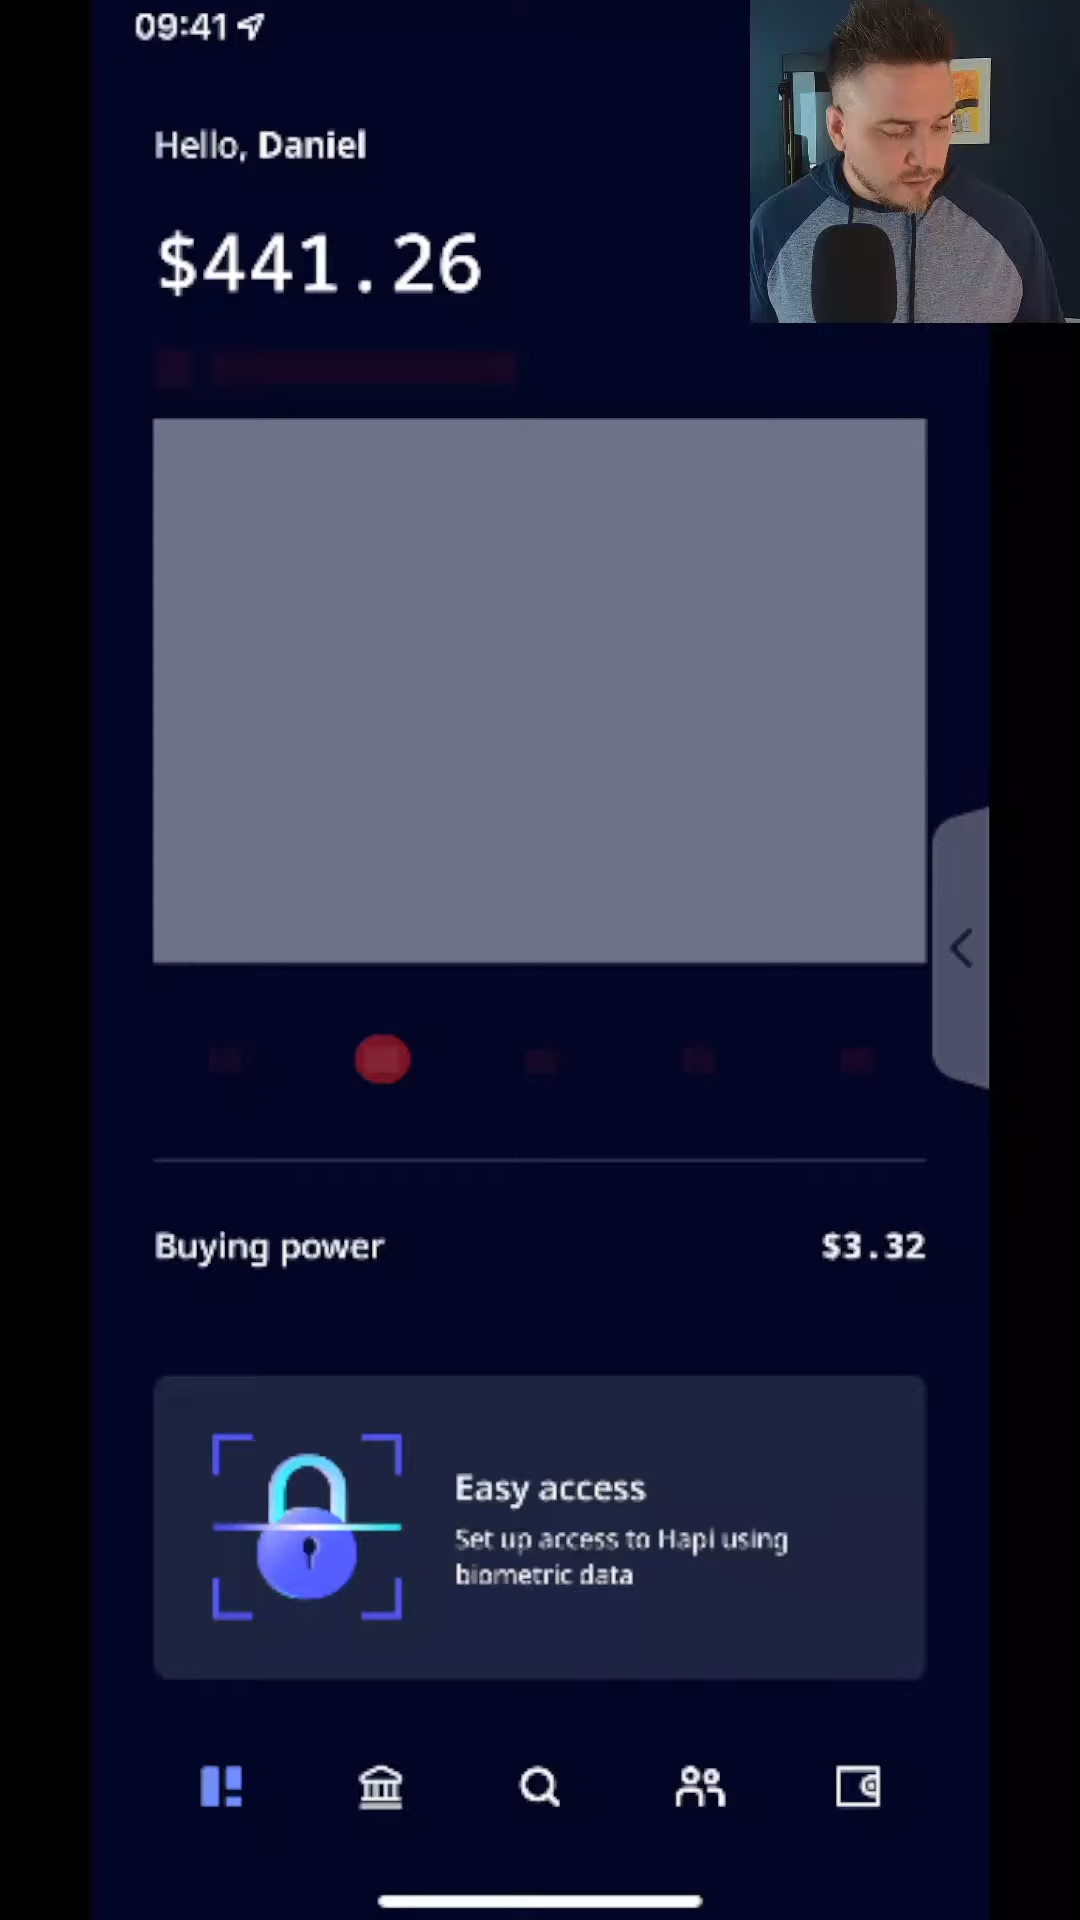 09:41
Hello, Daniel
$441.26
Buying power
$3.32
Easy access
Set up access to Hapi using
biometric data